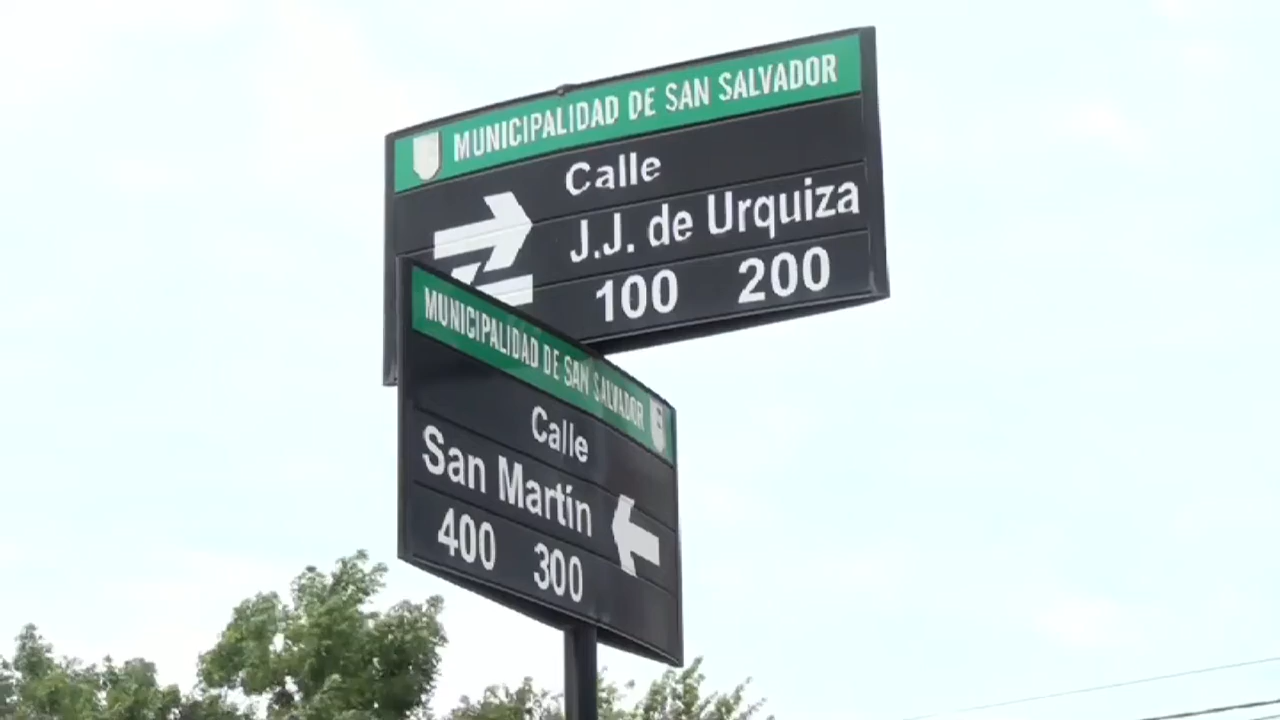 MUNICIPALIDAD DE SAN SALVADOR
Calle
J.J. de Urquiza
100 200
MUNICIPALIDAD DE SAN SALVADOR
Calle
San Martín
400 300